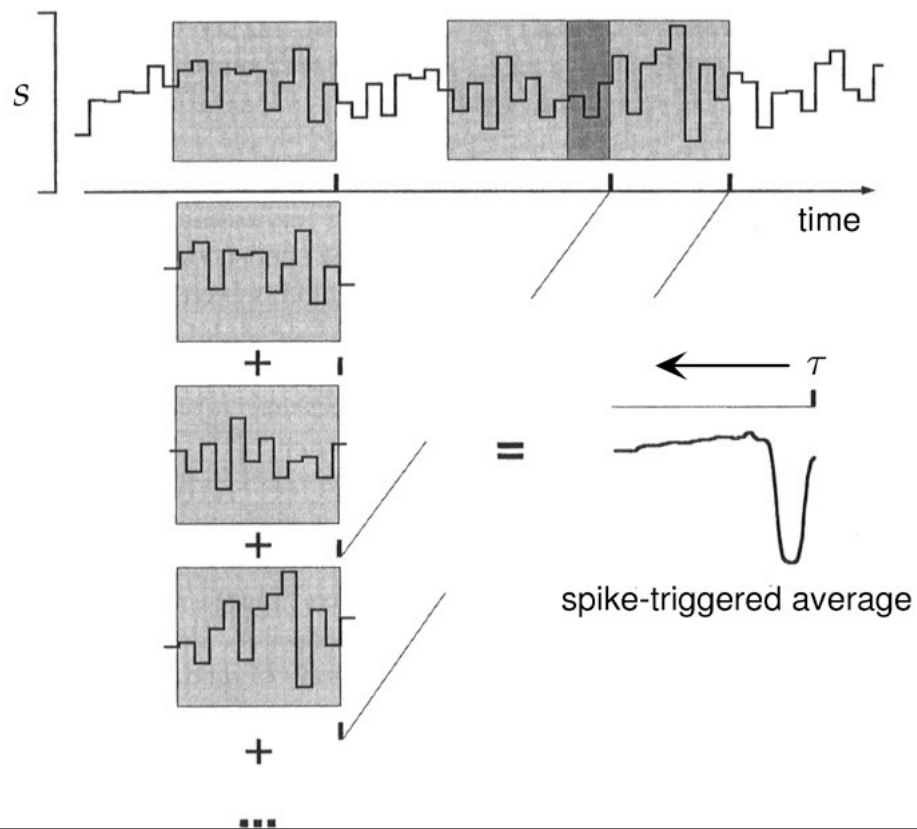 s
time
+
τ
+
=
spike-triggered average
+
...